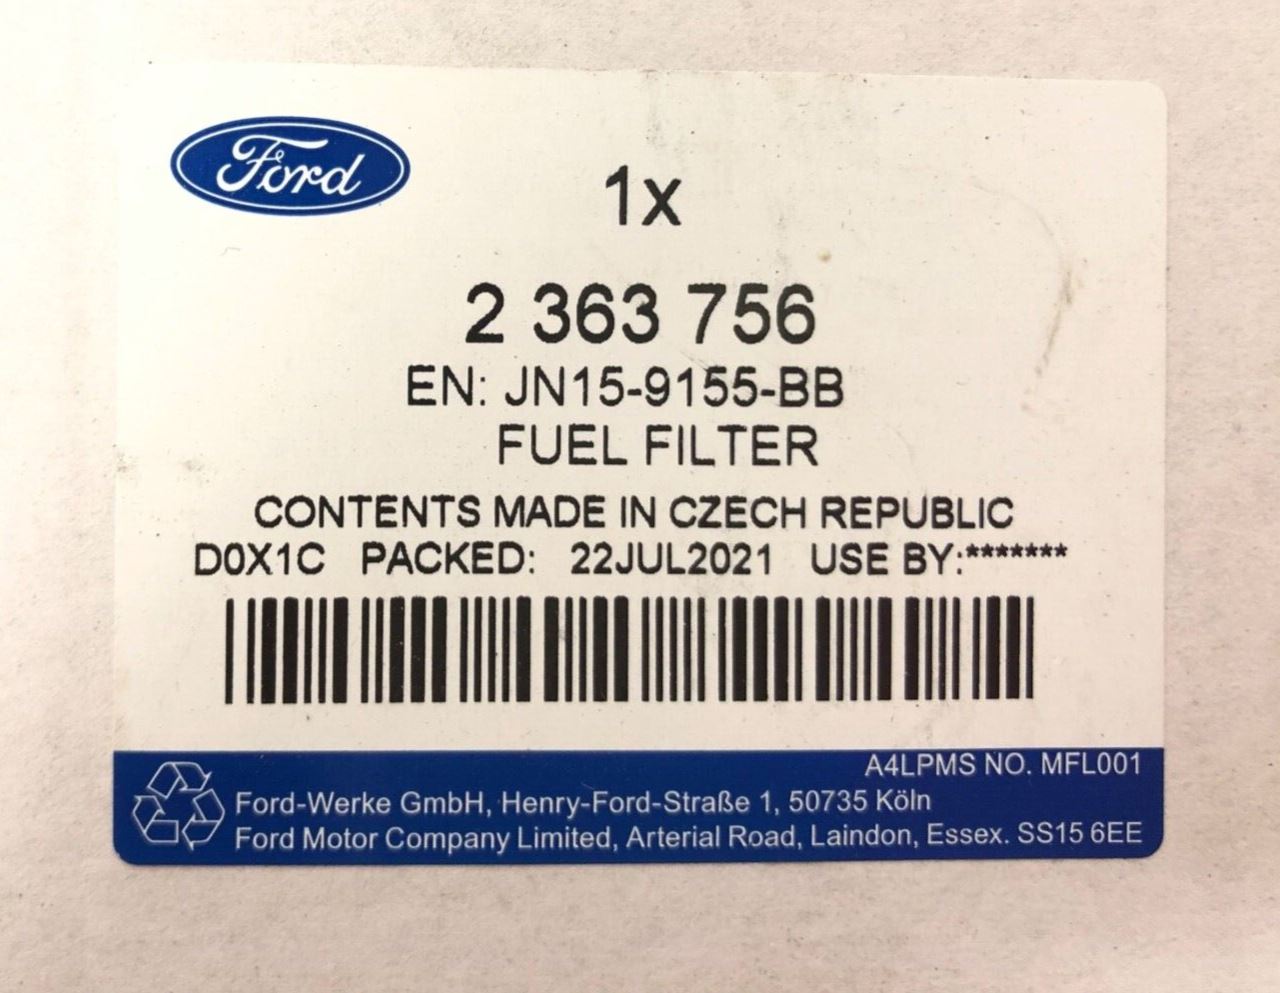 Ford
1x
2 363 756
EN: JN15-9155-BB
FUEL FILTER
CONTENTS MADE IN CZECH REPUBLIC
D0X1C PACKED: 22JUL2021 USE BY:*******
A4LPMS NO. MFL001
Ford-Werke GmbH, Henry-Ford-Straße 1, 50735 Köln
Ford Motor Company Limited, Arterial Road, Laindon, Essex. SS15 6EE